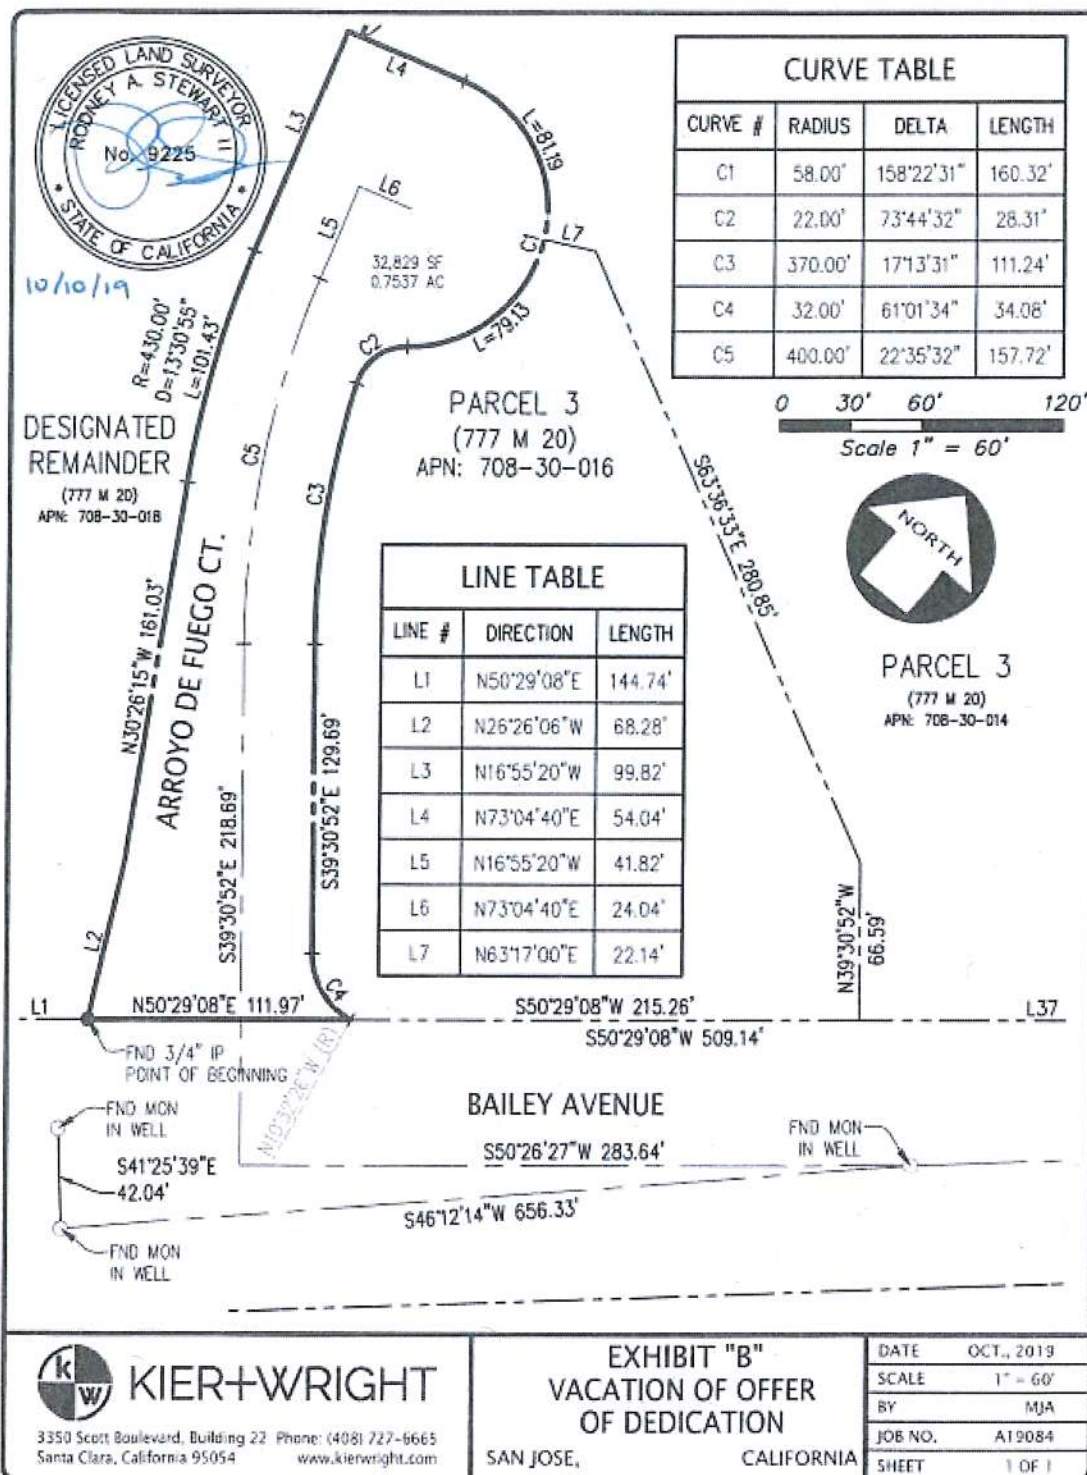 LICENSED LAND SURVEYOR
RODNEY A. STEWART II
No. 9225
STATE OF CALIFORNIA
10/10/19
L4
L3
L=81.19
L6
L5
C1
L7
32,829 SF
0.7537 AC
R=430.00'
D=13°30'55"
L=101.43'
C2
L=79.13
DESIGNATED
REMAINDER
(777 M 20)
APN: 708-30-018
C5
C3
PARCEL 3
(777 M 20)
APN: 708-30-016
CURVE TABLE
CURVE # RADIUS DELTA LENGTH
C1 58.00' 158°22'31" 160.32'
C2 22.00' 73°44'32" 28.31'
C3 370.00' 17°13'31" 111.24'
C4 32.00' 61°01'34" 34.08'
C5 400.00' 22°35'32" 157.72'
0 30' 60' 120'
Scale 1" = 60'
NORTH
S63°36'33"E 280.85'
PARCEL 3
(777 M 20)
APN: 708-30-014
LINE TABLE
LINE # DIRECTION LENGTH
L1 N50°29'08"E 144.74'
L2 N26°26'06"W 68.28'
L3 N16°55'20"W 99.82'
L4 N73°04'40"E 54.04'
L5 N16°55'20"W 41.82'
L6 N73°04'40"E 24.04'
L7 N63°17'00"E 22.14'
N30°26'15"W 161.03'
ARROYO DE FUEGO CT.
S39°30'52"E 218.69'
S39°30'52"E 129.69'
N39°30'52"W
66.59'
L2
C4
L1
N50°29'08"E 111.97'
S50°29'08"W 215.26'
L37
S50°29'08"W 509.14'
FND 3/4" IP
POINT OF BEGINNING
N10°32'26"W (R)
FND MON
IN WELL
BAILEY AVENUE
FND MON
IN WELL
S50°26'27"W 283.64'
S41°25'39"E
42.04'
S46°12'14"W 656.33'
FND MON
IN WELL
KW KIER+WRIGHT
3350 Scott Boulevard, Building 22 Phone: (408) 727-6665
Santa Clara, California 95054 www.kierwright.com
EXHIBIT "B"
VACATION OF OFFER
OF DEDICATION
SAN JOSE, CALIFORNIA
DATE OCT., 2019
SCALE 1" = 60'
BY MJA
JOB NO. A19084
SHEET 1 OF 1